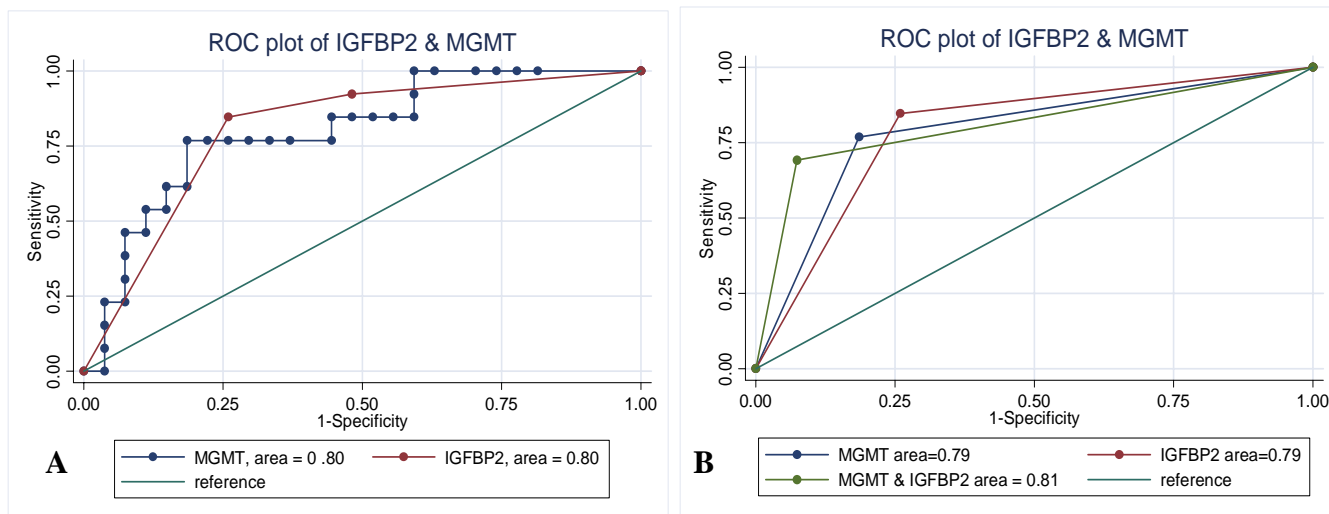 ROC plot of IGFBP2 & MGMT
1.00
0.75
0.50
0.25
0.00
Sensitivity
0.00 0.25 0.50 0.75 1.00
1-Specificity
A
MGMT, area = 0 .80 IGFBP2, area = 0.80
reference
ROC plot of IGFBP2 & MGMT
1.00
0.75
0.50
0.25
0.00
Sensitivity
0.00 0.25 0.50 0.75 1.00
1-Specificity
B
MGMT area=0.79 IGFBP2 area=0.79
MGMT & IGFBP2 area = 0.81 reference